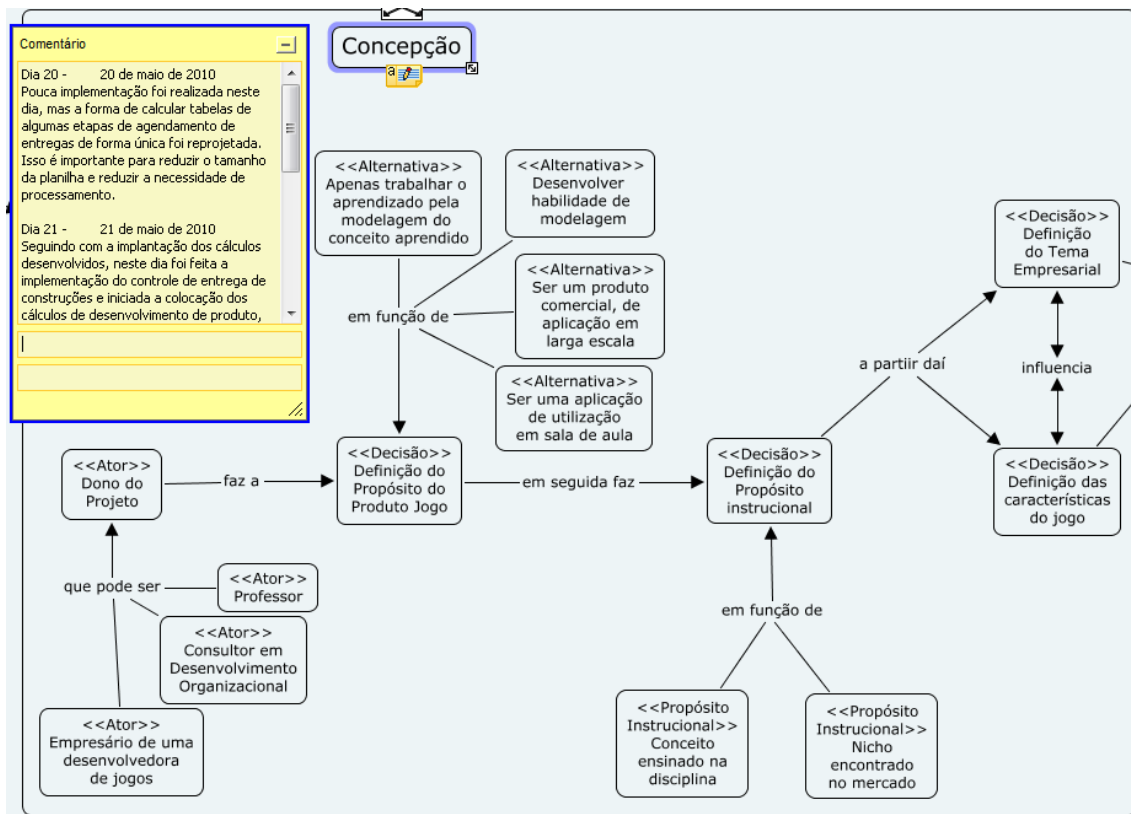 Comentário
Dia 20 - 20 de maio de 2010
Pouca implementação foi realizada neste
dia, mas a forma de calcular tabelas de
algumas etapas de agendamento de
entregas de forma única foi reprojetada.
Isso é importante para reduzir o tamanho
da planilha e reduzir a necessidade de
processamento.
Dia 21 - 21 de maio de 2010
Seguindo com a implantação dos cálculos
desenvolvidos, neste dia foi feita a
implementação do controle de entrega de
construções e iniciada a colocação dos
cálculos de desenvolvimento de produto,
Concepção
a
<<Alternativa>>
Apenas trabalhar o
aprendizado pela
modelagem do
conceito aprendido
<<Alternativa>>
Desenvolver
habilidade de
modelagem
<<Alternativa>>
Ser um produto
comercial, de
aplicação em
larga escala
em função de
<<Alternativa>>
Ser uma aplicação
de utilização
em sala de aula
<<Decisão>>
Definição
do Tema
Empresarial
a partiir daí
influencia
<<Ator>>
Dono do
Projeto
faz a
<<Decisão>>
Definição do
Propósito do
Produto Jogo
em seguida faz
<<Decisão>>
Definição do
Propósito
instrucional
<<Decisão>>
Definição das
características
do jogo
que pode ser
<<Ator>>
Professor
<<Ator>>
Consultor em
Desenvolvimento
Organizacional
<<Ator>>
Empresário de uma
desenvolvedora
de jogos
em função de
<<Propósito
Instrucional>>
Conceito
ensinado na
disciplina
<<Propósito
Instrucional>>
Nicho
encontrado
no mercado